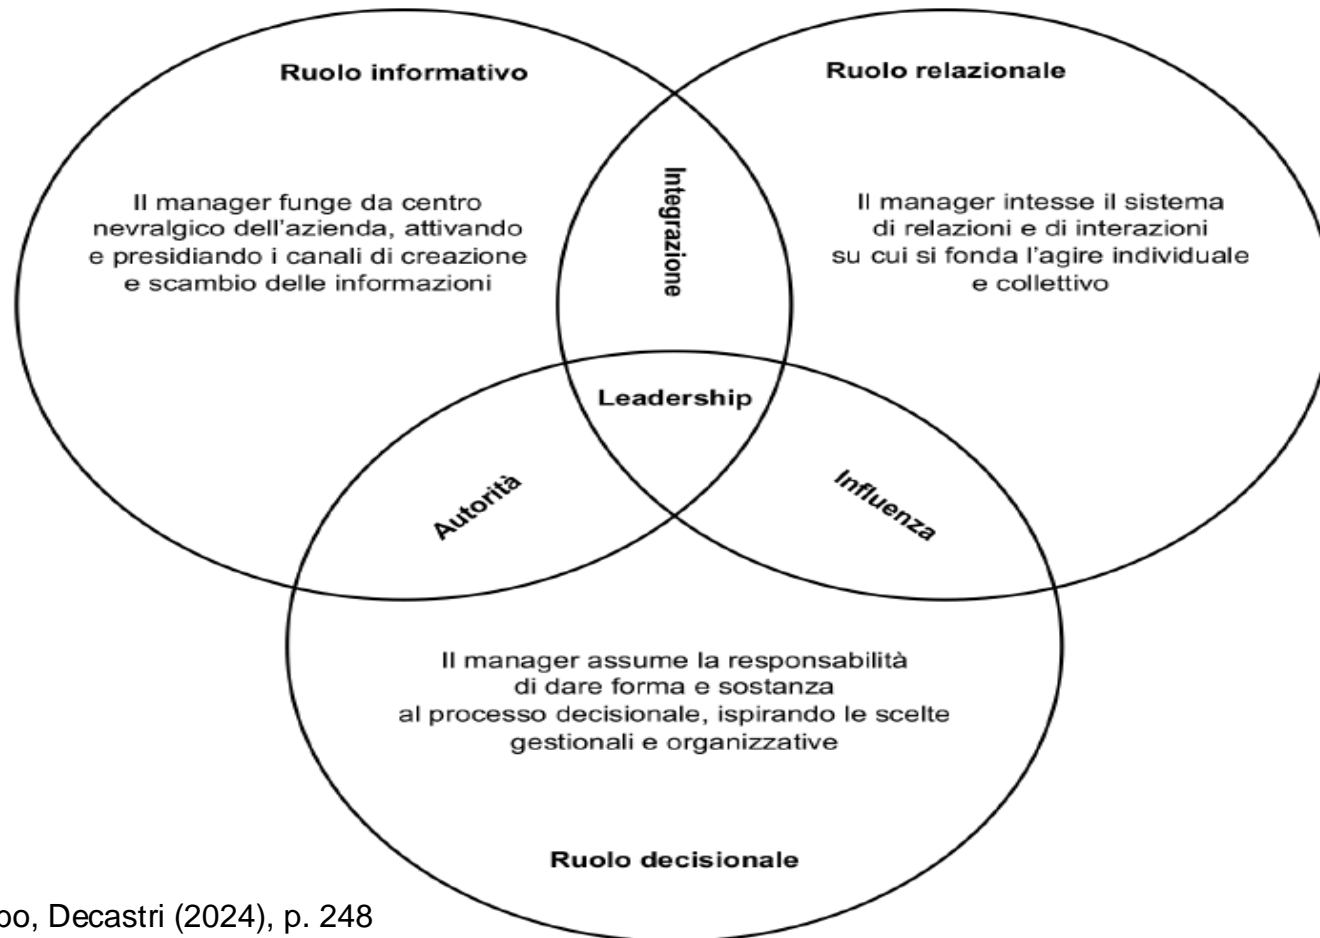 Ruolo informativo
Ruolo relazionale
Il manager funge da centro
nevralgico dell'azienda, attivando
e presidiando i canali di creazione
e scambio delle informazioni
Integrazione
Il manager intesse il sistema
di relazioni e di interazioni
su cui si fonda l'agire individuale
e collettivo
Leadership
Autorità
Influenza
Il manager assume la responsabilità
di dare forma e sostanza
al processo decisionale, ispirando le scelte
gestionali e organizzative
Ruolo decisionale
Decastri (2024), p. 248